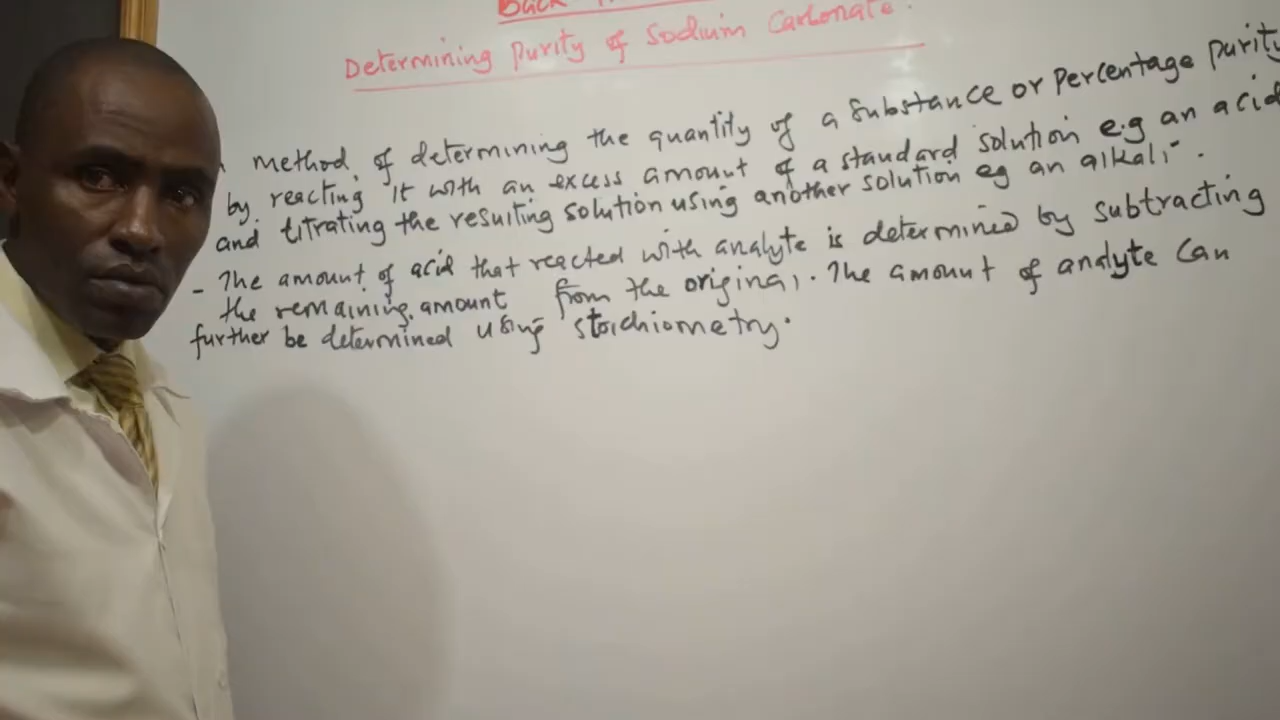 Back
Determining Purity of Sodium Carbonate.
method of determining the quantity of a substance or percentage purity
by reacting it with an excess amount of a standard solution e.g an acid
and titrating the resulting solution using another solution eg an alkali.
- The amount of acid that reacted with analyte is determined by subtracting
the remaining amount from the original. The amount of analyte can
further be determined using stoichiometry.